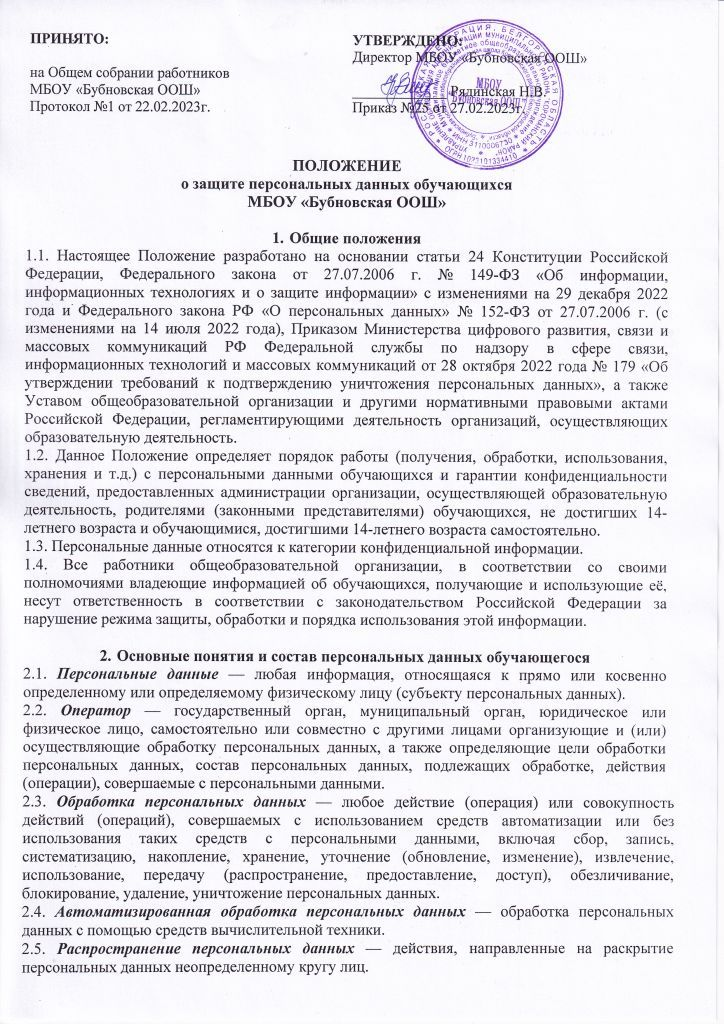 ПРИНЯТО:
на Общем собрании работников
МБОУ «Бубновская ООШ»
Протокол №1 от 22.02.2023г.
УТВЕРЖДЕНО:
Директор МБОУ «Бубновская ООШ»
Рядинская Н.В.
Приказ №25 от 27.02.2023г.
МБОУ
"Бубновская ООШ"
ПОЛОЖЕНИЕ
о защите персональных данных обучающихся
МБОУ «Бубновская ООШ»
1. Общие положения
1.1. Настоящее Положение разработано на основании статьи 24 Конституции Российской
Федерации, Федерального закона от 27.07.2006 г. № 149-ФЗ «Об информации,
информационных технологиях и о защите информации» с изменениями на 29 декабря 2022
года и Федерального закона РФ «О персональных данных» № 152-ФЗ от 27.07.2006 г. (с
изменениями на 14 июля 2022 года), Приказом Министерства цифрового развития, связи и
массовых коммуникаций РФ Федеральной службы по надзору в сфере связи,
информационных технологий и массовых коммуникаций от 28 октября 2022 года № 179 «Об
утверждении требований к подтверждению уничтожения персональных данных», а также
Уставом общеобразовательной организации и другими нормативными правовыми актами
Российской Федерации, регламентирующими деятельность организаций, осуществляющих
образовательную деятельность.
1.2. Данное Положение определяет порядок работы (получения, обработки, использования,
хранения и т.д.) с персональными данными обучающихся и гарантии конфиденциальности
сведений, предоставленных администрации организации, осуществляющей образовательную
деятельность, родителями (законными представителями) обучающихся, не достигших 14-
летнего возраста и обучающимися, достигшими 14-летнего возраста самостоятельно.
1.3. Персональные данные относятся к категории конфиденциальной информации.
1.4. Все работники общеобразовательной организации, в соответствии со своими
полномочиями владеющие информацией об обучающихся, получающие и использующие её,
несут ответственность в соответствии с законодательством Российской Федерации за
нарушение режима защиты, обработки и порядка использования этой информации.
2. Основные понятия и состав персональных данных обучающегося
2.1. Персональные данные — любая информация, относящаяся к прямо или косвенно
определенному или определяемому физическому лицу (субъекту персональных данных).
2.2. Оператор — государственный орган, муниципальный орган, юридическое или
физическое лицо, самостоятельно или совместно с другими лицами организующие и (или)
осуществляющие обработку персональных данных, а также определяющие цели обработки
персональных данных, состав персональных данных, подлежащих обработке, действия
(операции), совершаемые с персональными данными.
2.3. Обработка персональных данных — любое действие (операция) или совокупность
действий (операций), совершаемых с использованием средств автоматизации или без
использования таких средств с персональными данными, включая сбор, запись,
систематизацию, накопление, хранение, уточнение (обновление, изменение), извлечение,
использование, передачу (распространение, предоставление, доступ), обезличивание,
блокирование, удаление, уничтожение персональных данных.
2.4. Автоматизированная обработка персональных данных — обработка персональных
данных с помощью средств вычислительной техники.
2.5. Распространение персональных данных — действия, направленные на раскрытие
персональных данных неопределенному кругу лиц.